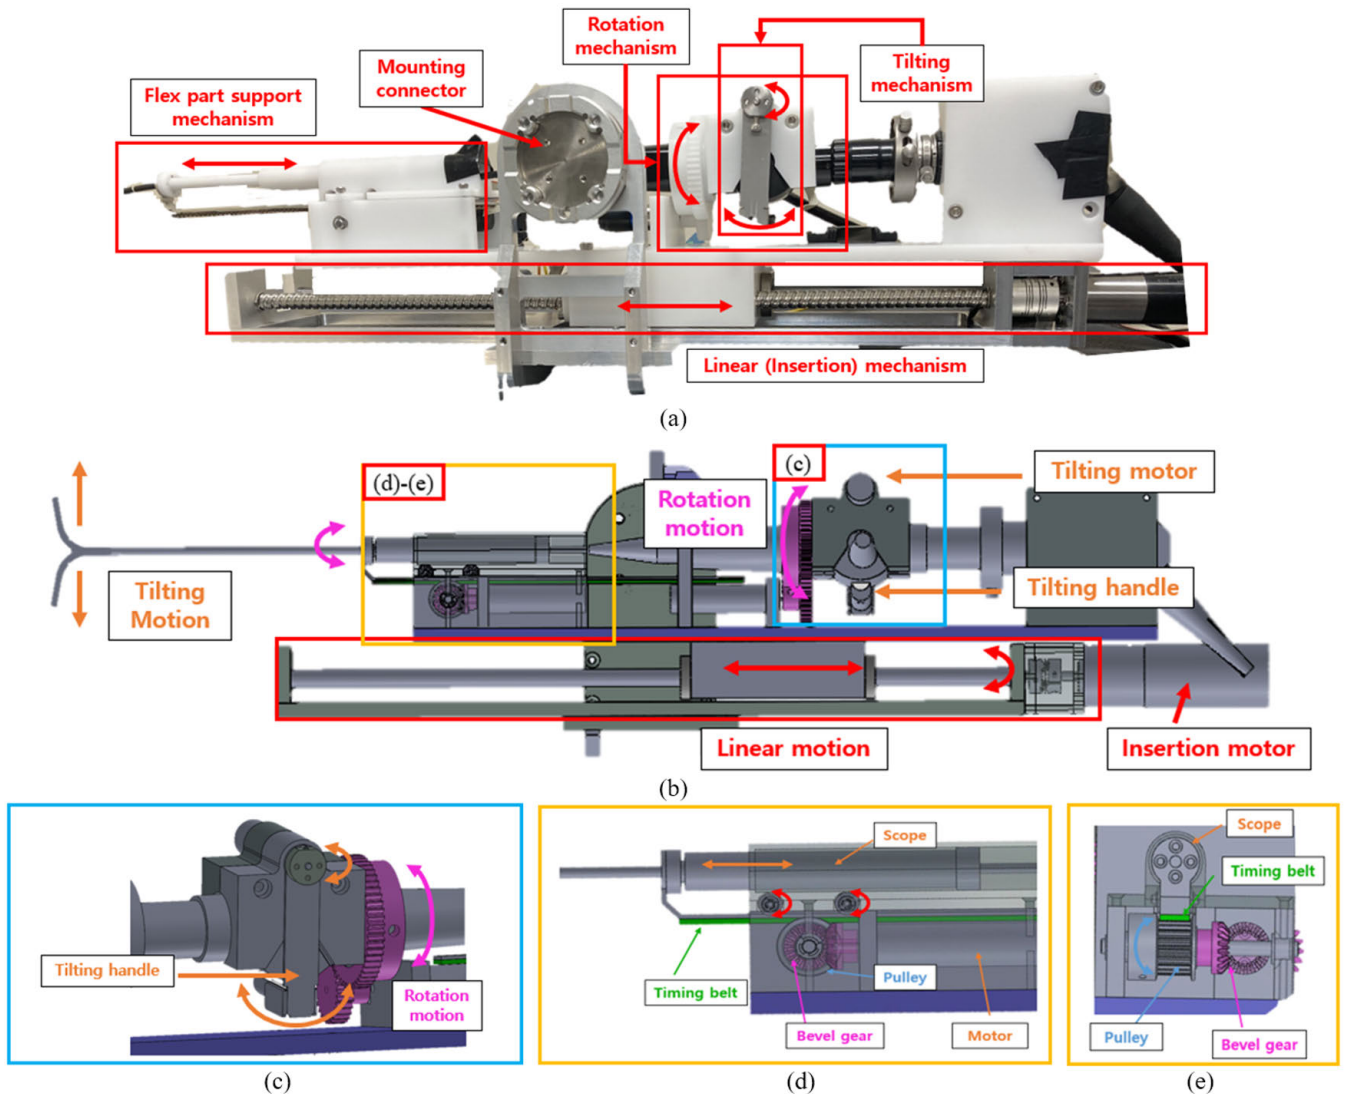 Rotation
mechanism
Tilting
mechanism
Mounting
connector
Flex part support
mechanism
Linear (Insertion) mechanism
(a)
(d)-(e)
(c)
Rotation
motion
Tilting motor
Tilting
Motion
Tilting handle
Linear motion
Insertion motor
(b)
Tilting handle
Rotation
motion
(c)
Scope
Timing belt
Pulley
Bevel gear
Motor
(d)
Scope
Timing belt
Pulley
Bevel gear
(e)